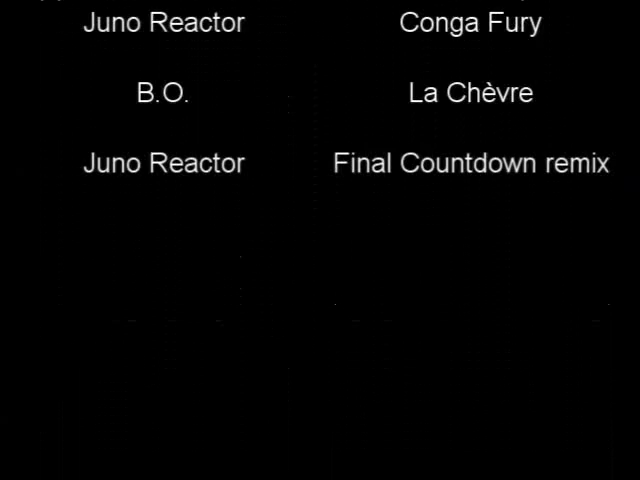 Juno Reactor Conga Fury
B.O. La Chèvre
Juno Reactor Final Countdown remix